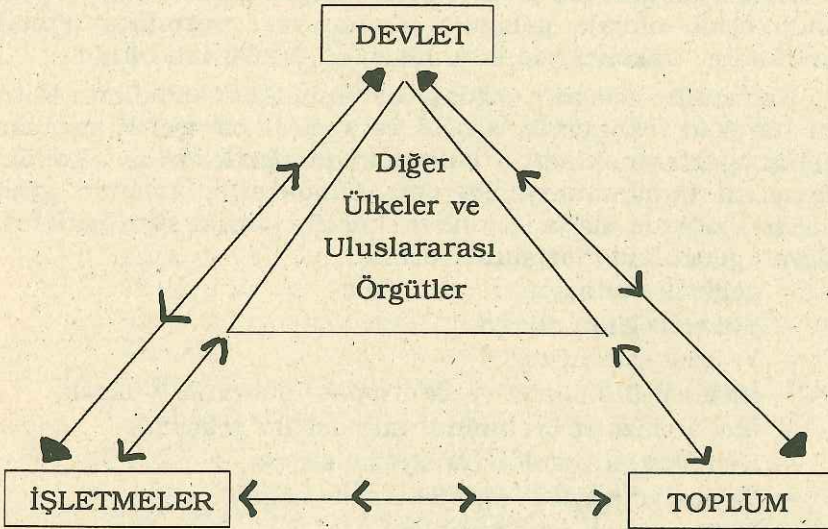 DEVLET
Diğer
Ülkeler ve
Uluslararası
Örgütler
İŞLETMELER
TOPLUM